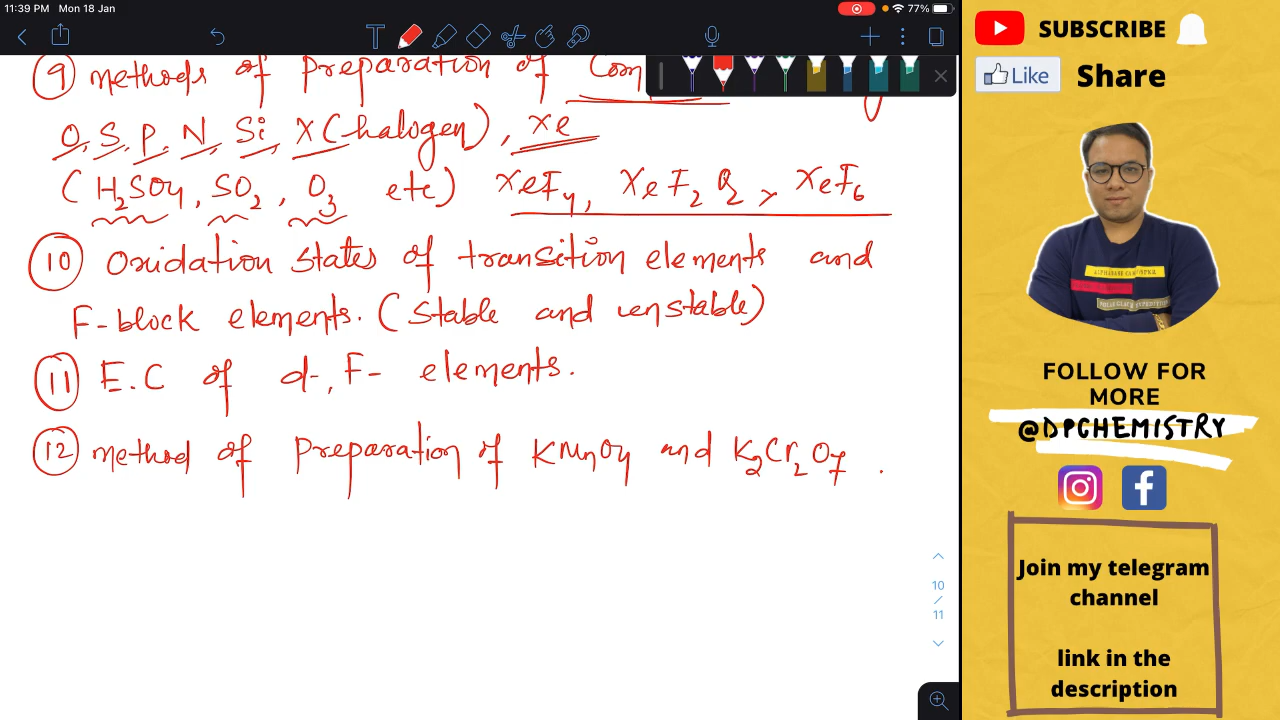 11:39 PM Mon 18 Jan
77%
9 methods of preparation of
O, S, P, N, Si, X (halogen), Xe
(H2SO4, SO2, O3 etc) XeF4, XeF2O2, XeF6
10 Oxidation states of transition elements and
F-block elements. (stable and unstable)
11 E.C of d-, F- elements.
12 method of preparation of KMnO4 and K2Cr2O7.
10
/
11
SUBSCRIBE
Like Share
FOLLOW FOR
MORE
@DPCHEMISTRY
Join my telegram
channel
link in the
description